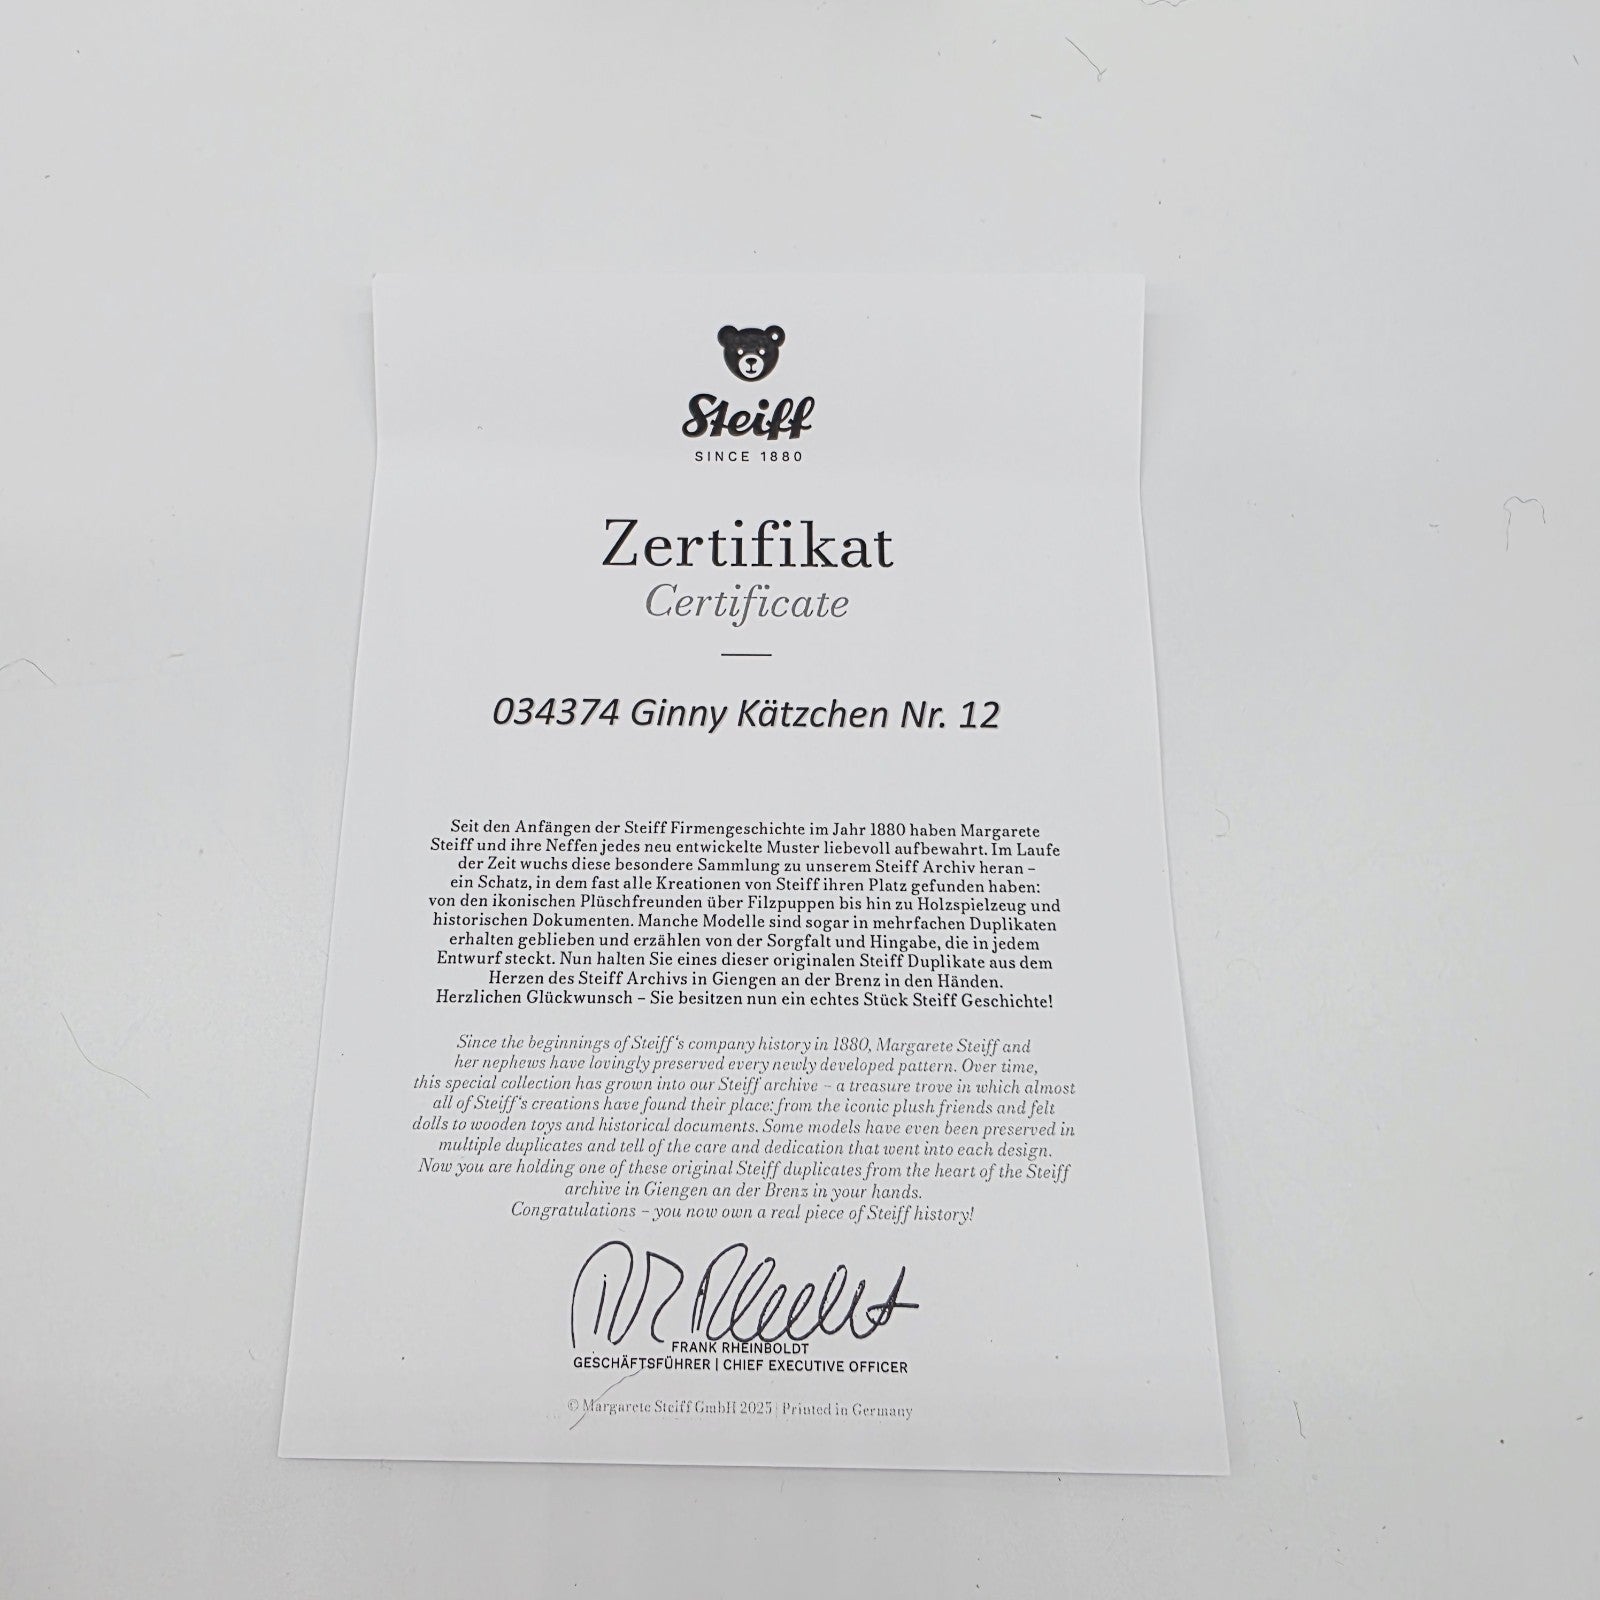 Steiff
SINCE 1880
Zertifikat
Certificate
034374 Ginny Kätzchen Nr. 12
Seit den Anfängen der Steiff Firmengeschichte im Jahr 1880 haben Margarete
Steiff und ihre Neffen jedes neu entwickelte Muster liebevoll aufbewahrt. Im Laufe
der Zeit wuchs diese besondere Sammlung zu unserem Steiff Archiv heran –
ein Schatz, in dem fast alle Kreationen von Steiff ihren Platz gefunden haben:
von den ikonischen Plüschfreunden über Filzpuppen bis hin zu Holzspielzeug und
historischen Dokumenten. Manche Modelle sind sogar in mehrfachen Duplikaten
erhalten geblieben und erzählen von der Sorgfalt und Hingabe, die in jedem
Entwurf steckt. Nun halten Sie eines dieser originalen Steiff Duplikate aus dem
Herzen des Steiff Archivs in Giengen an der Brenz in den Händen.
Herzlichen Glückwunsch – Sie besitzen nun ein echtes Stück Steiff Geschichte!
Since the beginnings of Steiff‘s company history in 1880, Margarete Steiff and
her nephews have lovingly preserved every newly developed pattern. Over time,
this special collection has grown into our Steiff archive – a treasure trove in which almost
all of Steiff‘s creations have found their place: from the iconic plush friends and felt
dolls to wooden toys and historical documents. Some models have even been preserved in
multiple duplicates and tell of the care and dedication that went into each design.
Now you are holding one of these original Steiff duplicates from the heart of the Steiff
archive in Giengen an der Brenz in your hands.
Congratulations – you now own a real piece of Steiff history!
FRANK RHEINBOLDT
GESCHÄFTSFÜHRER | CHIEF EXECUTIVE OFFICER
© Margarete Steiff GmbH 2025 | Printed in Germany